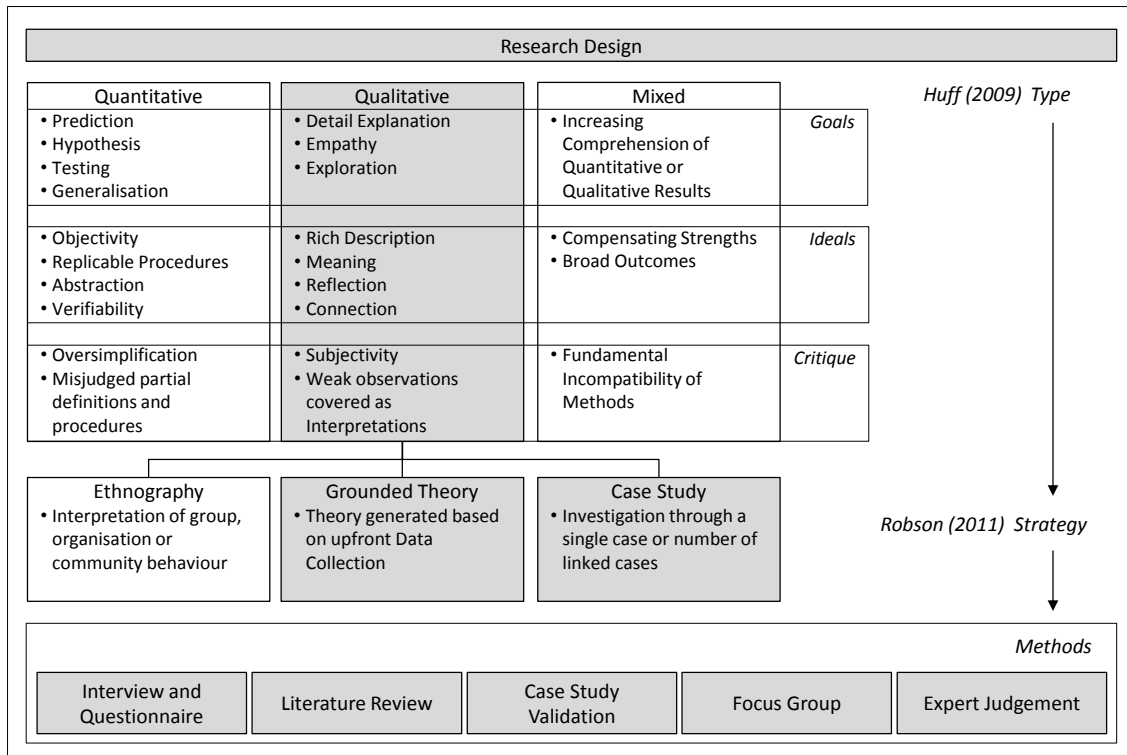 Research Design
Quantitative
• Prediction
• Hypothesis
• Testing
• Generalisation
Qualitative
• Detail Explanation
• Empathy
• Exploration
Mixed
• Increasing
Comprehension of
Quantitative or
Qualitative Results
Goals
Huff (2009) Type
• Objectivity
• Replicable Procedures
• Abstraction
• Verifiability
• Rich Description
• Meaning
• Reflection
• Connection
• Compensating Strengths
• Broad Outcomes
Ideals
• Oversimplification
• Misjudged partial
definitions and
procedures
• Subjectivity
• Weak observations
covered as
Interpretations
• Fundamental
Incompatibility of
Methods
Critique
Ethnography
• Interpretation of group,
organisation or
community behaviour
Grounded Theory
• Theory generated based
on upfront Data
Collection
Case Study
• Investigation through a
single case or number of
linked cases
Robson (2011) Strategy
Methods
Interview and
Questionnaire
Literature Review
Case Study
Validation
Focus Group
Expert Judgement